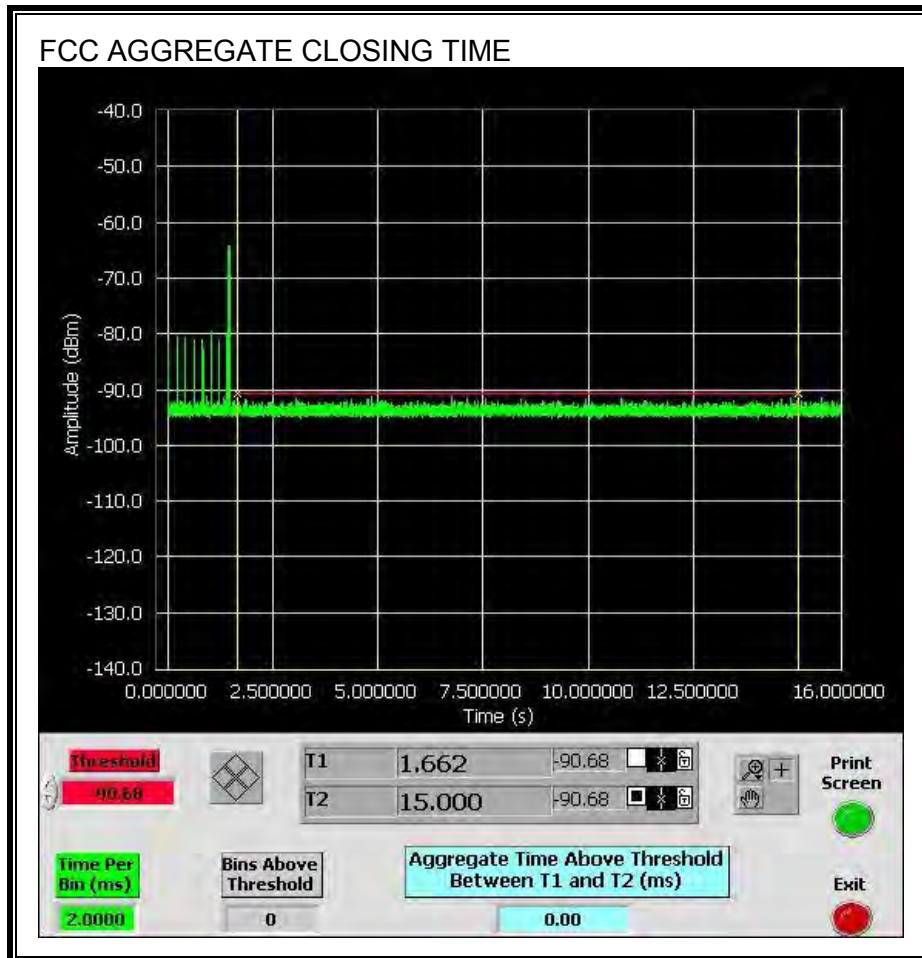 FCC AGGREGATE CLOSING TIME
-40.0
-50.0
-60.0
-70.0
-80.0
-90.0
-100.0
-110.0
-120.0
-130.0
-140.0
Amplitude (dBm)
0.000000 2.500000 5.000000 7.500000 10.000000 12.500000 16.000000
Time (s)
Threshold
-90.68
T1 1.662 -90.68
T2 15.000 -90.68
Print
Screen
Time Per
Bin (ms)
2.0000
Bins Above
Threshold
0
Aggregate Time Above Threshold
Between T1 and T2 (ms)
0.00
Exit